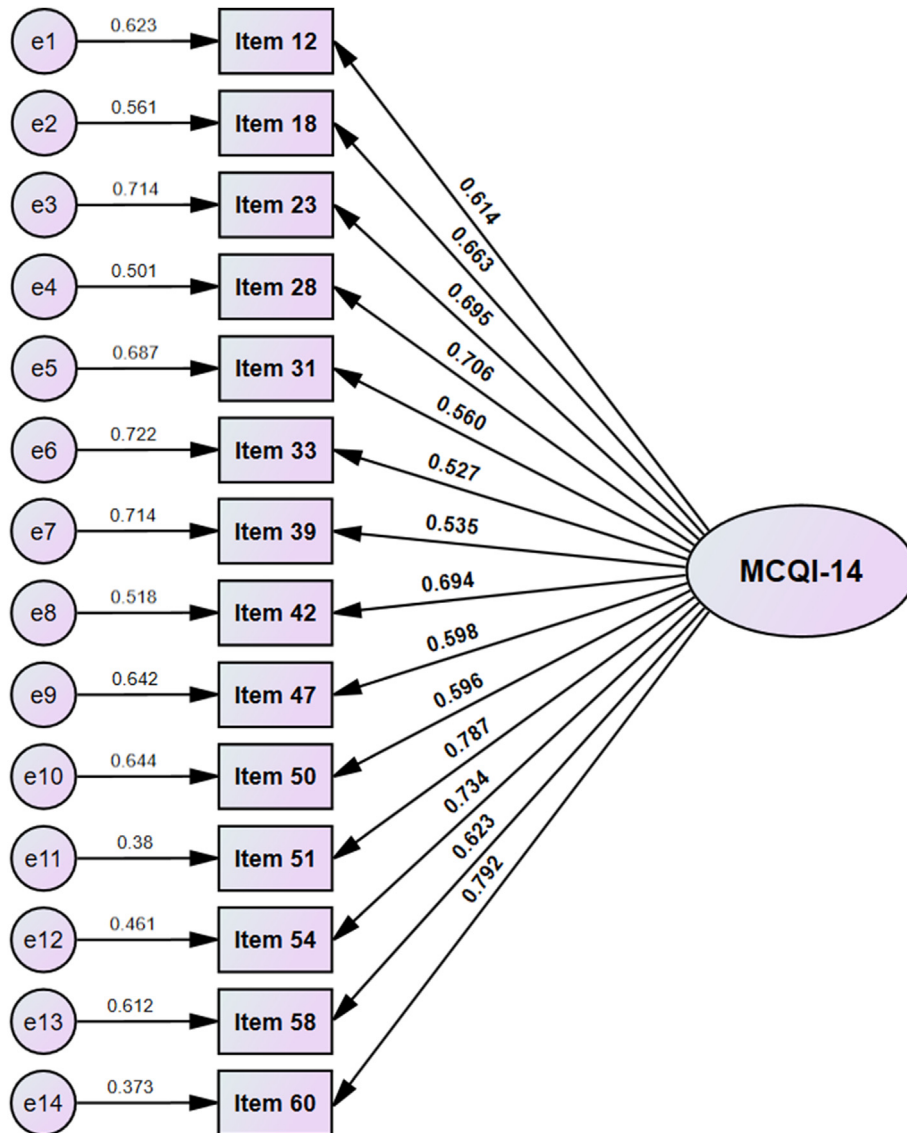 e1 0.623 Item 12
e2 0.561 Item 18
e3 0.714 Item 23
e4 0.501 Item 28
e5 0.687 Item 31
e6 0.722 Item 33
e7 0.714 Item 39
e8 0.518 Item 42
e9 0.642 Item 47
e10 0.644 Item 50
e11 0.38 Item 51
e12 0.461 Item 54
e13 0.612 Item 58
e14 0.373 Item 60
0.614
0.663
0.695
0.706
0.560
0.527
0.535
0.694
0.598
0.596
0.787
0.734
0.623
0.792
MCQI-14